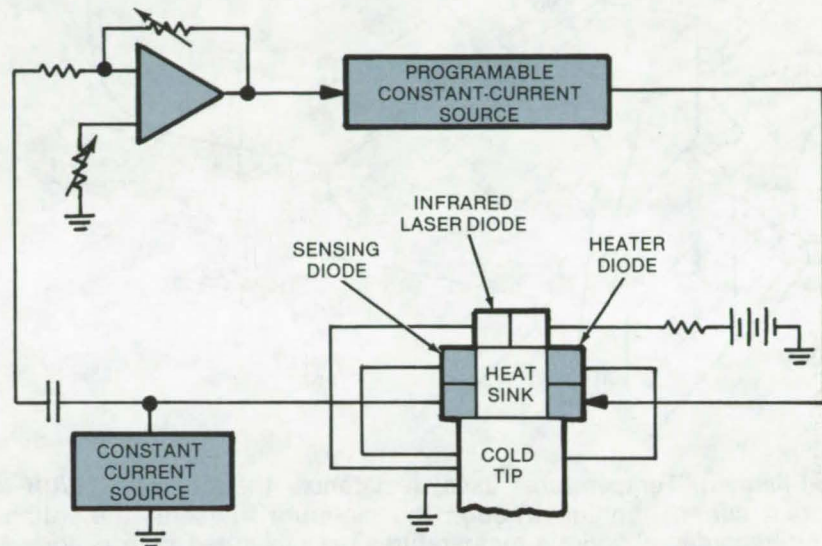 PROGRAMABLE
CONSTANT-CURRENT
SOURCE
INFRARED
LASER DIODE
SENSING
DIODE
HEATER
DIODE
HEAT
SINK
COLD
TIP
CONSTANT
CURRENT
SOURCE